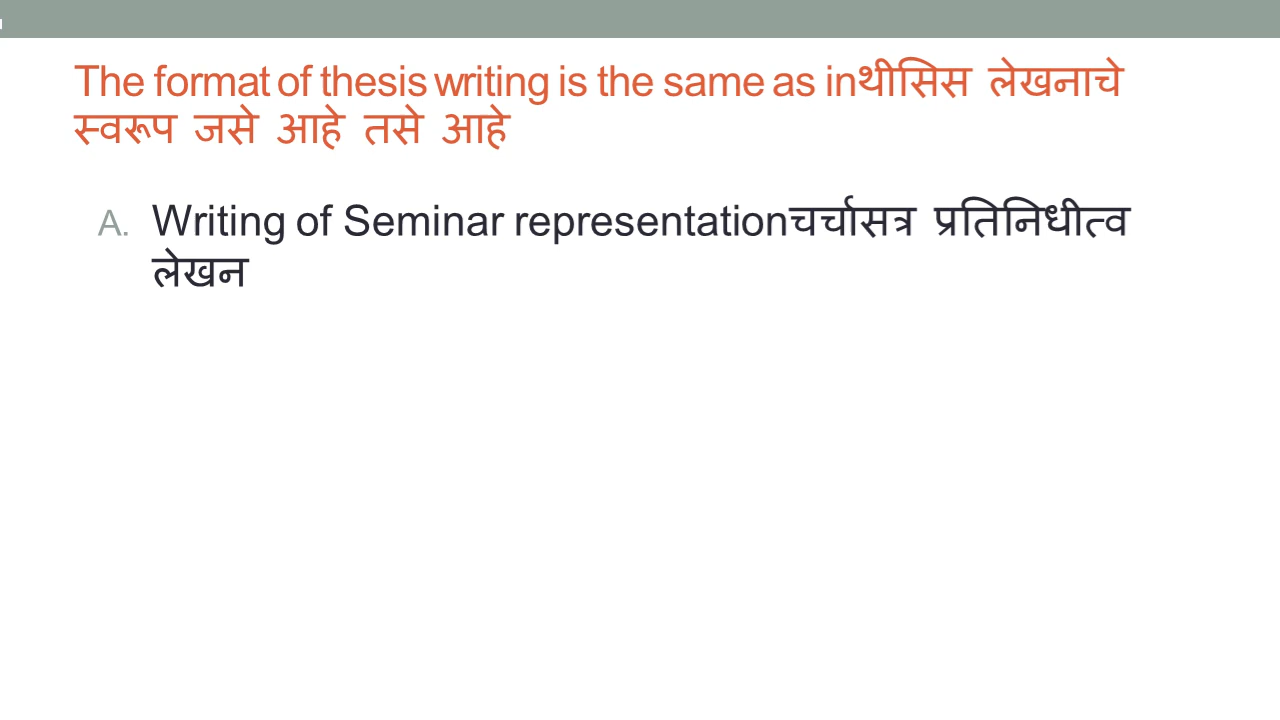 The format of thesis writing is the same as inथीसिस लेखनाचे
स्वरूप जसे आहे तसे आहे
A. Writing of Seminar representationचर्चासत्र प्रतिनिधीत्व
लेखन